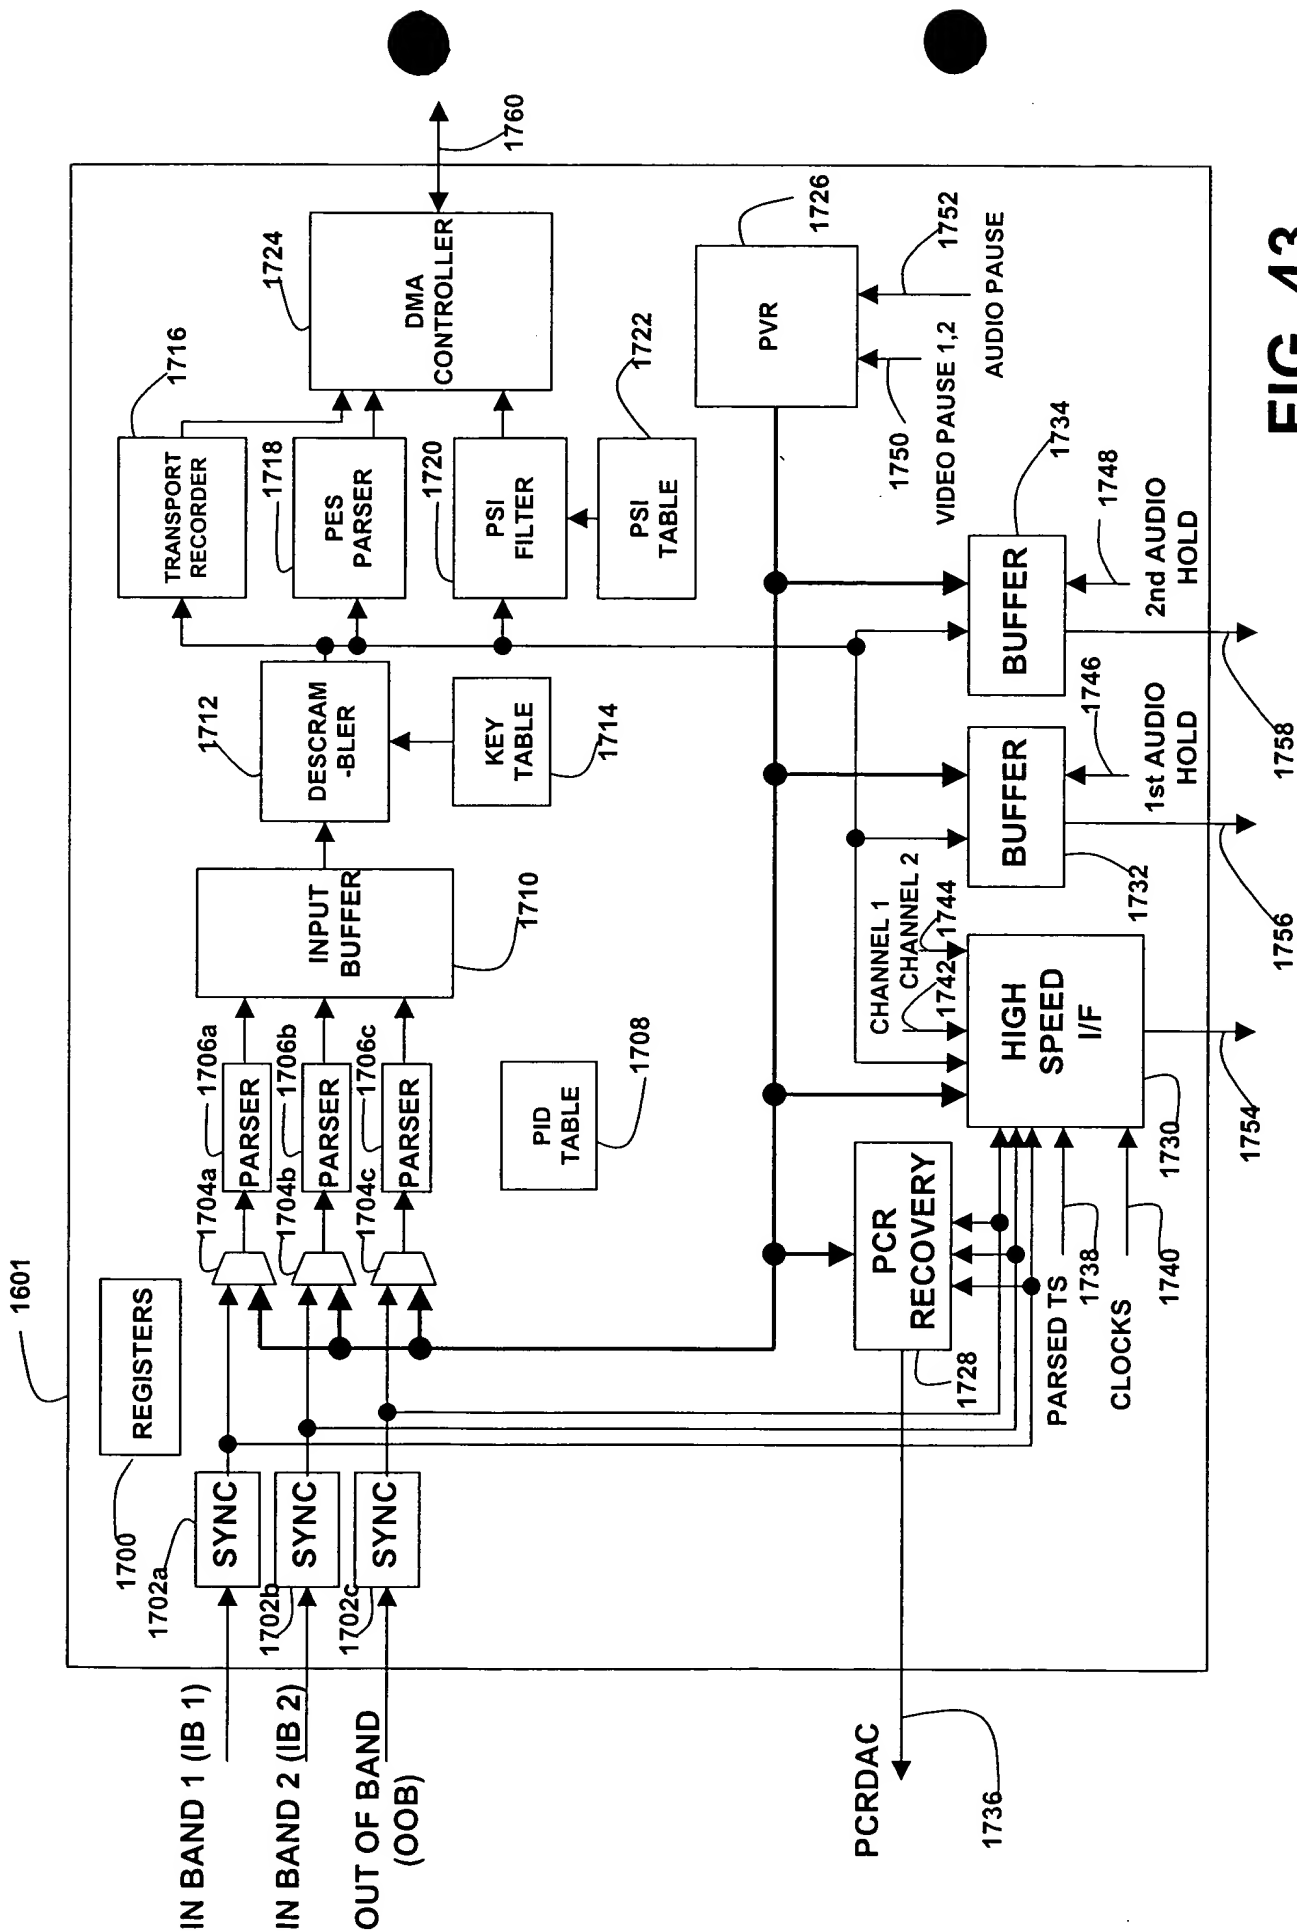 1601
REGISTERS
1700
IN BAND 1 (IB 1)
IN BAND 2 (IB 2)
OUT OF BAND
(OOB)
1702a
SYNC
1702b
SYNC
1702c
SYNC
1704a
1704b
1704c
1706a
PARSER
1706b
PARSER
1706c
PARSER
PID
TABLE
1708
INPUT
BUFFER
1710
1712
DESCRAM
-BLER
KEY
TABLE
1714
1716
TRANSPORT
RECORDER
1718
PES
PARSER
1720
PSI
FILTER
PSI
TABLE
1722
1724
DMA
CONTROLLER
1760
PVR
1726
1750
VIDEO PAUSE 1,2
1752
AUDIO PAUSE
PCRDAC
1736
PCR
RECOVERY
1728
PARSED TS
1738
CLOCKS
1740
CHANNEL 1
1742
CHANNEL 2
1744
HIGH
SPEED
I/F
1730
1754
BUFFER
1732
1746
1st AUDIO
HOLD
1756
BUFFER
1734
1748
2nd AUDIO
HOLD
1758
FIG. 43